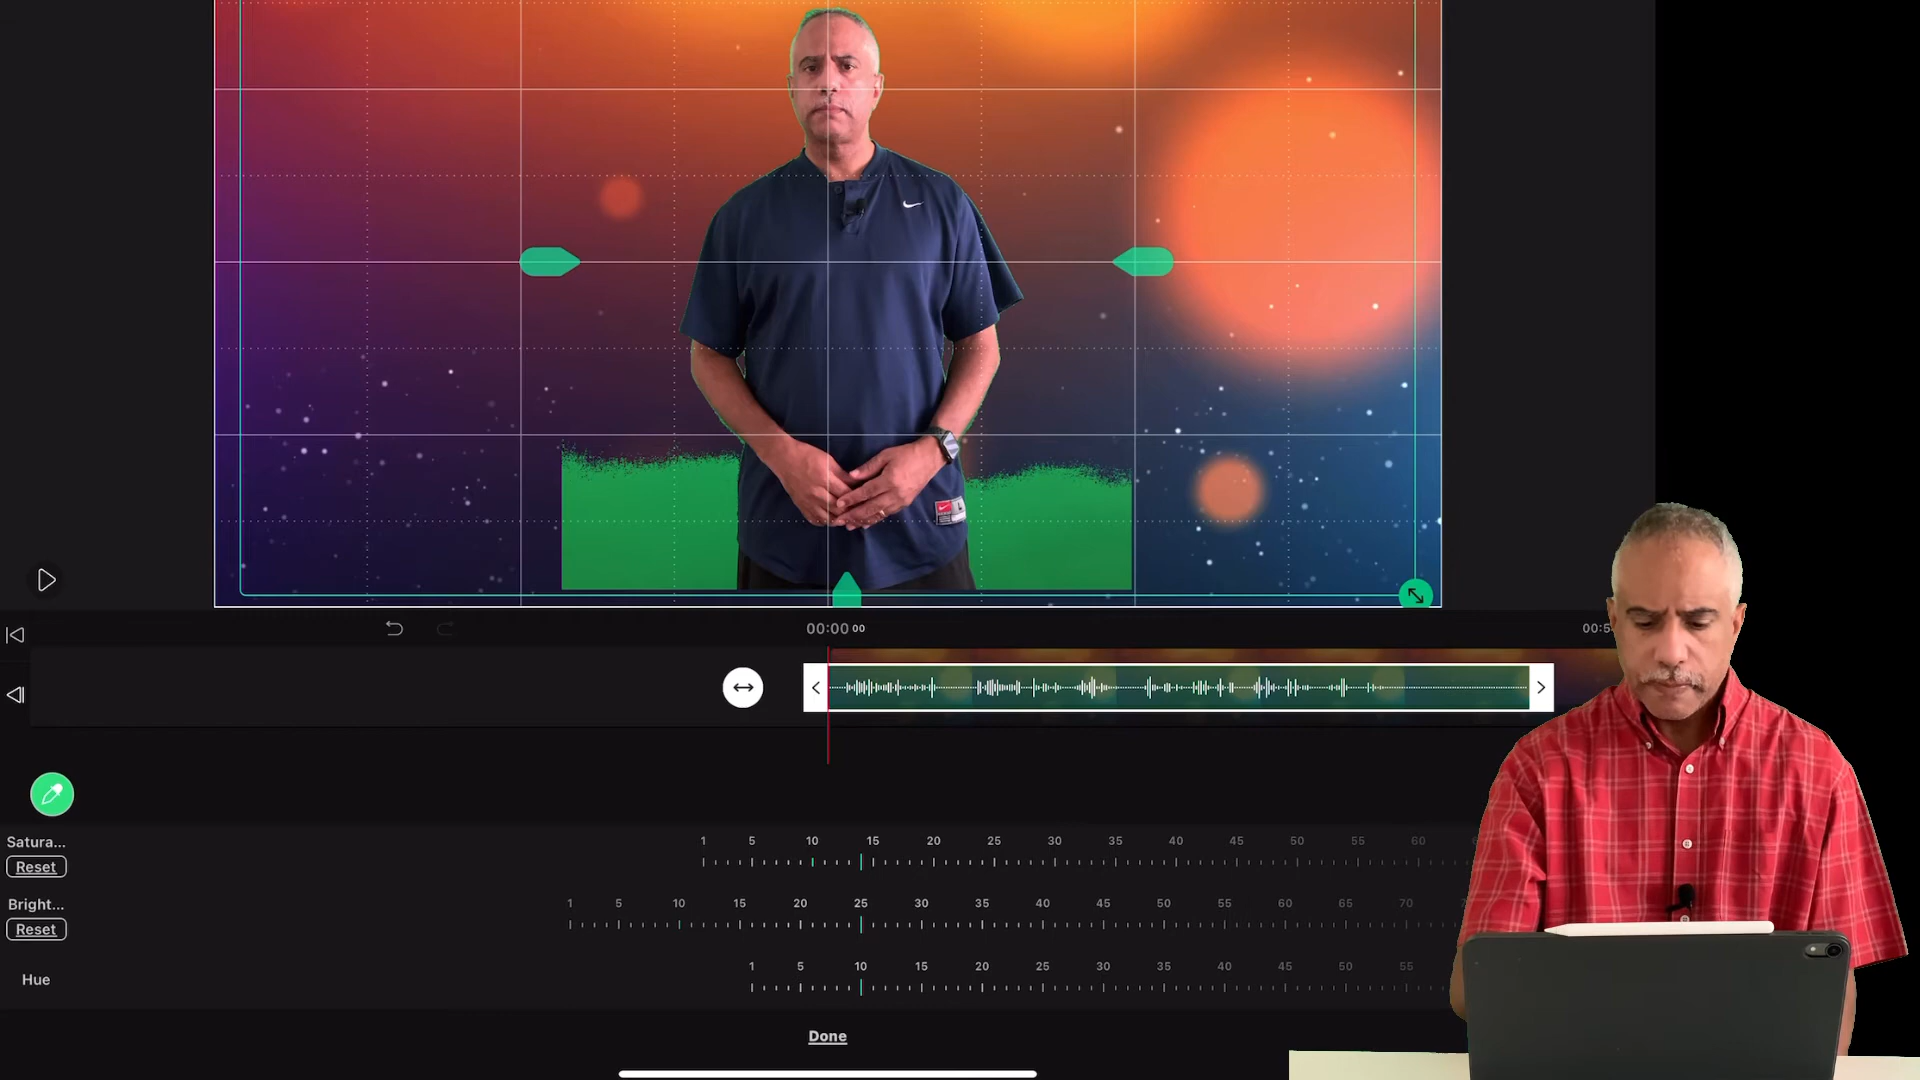 00:00 00
00:5
Satura...
Reset
1 5 10 15 20 25 30 35 40 45 50 55 60
Bright...
Reset
1 5 10 15 20 25 30 35 40 45 50 55 60 65 70
Hue
1 5 10 15 20 25 30 35 40 45 50 55
Done